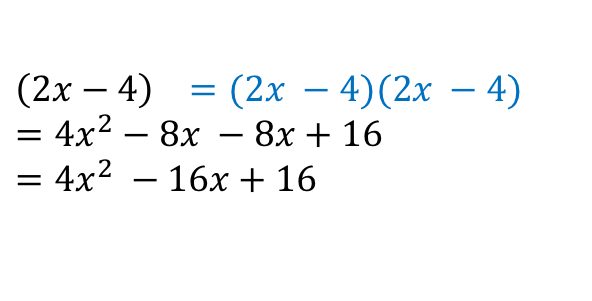 (2x − 4) = (2x − 4)(2x − 4)
= 4x² − 8x − 8x + 16
= 4x² − 16x + 16